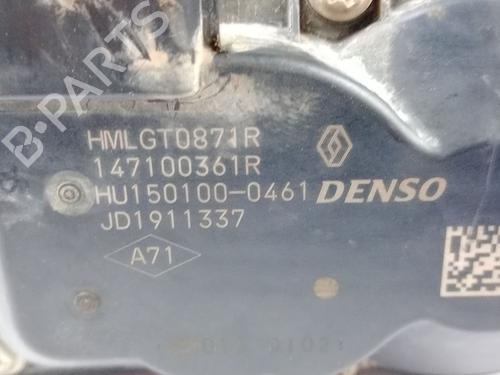 B-PARTS
HMLGT0871R
147100361R
HU150100-0461 DENSO
JD1911337
A71